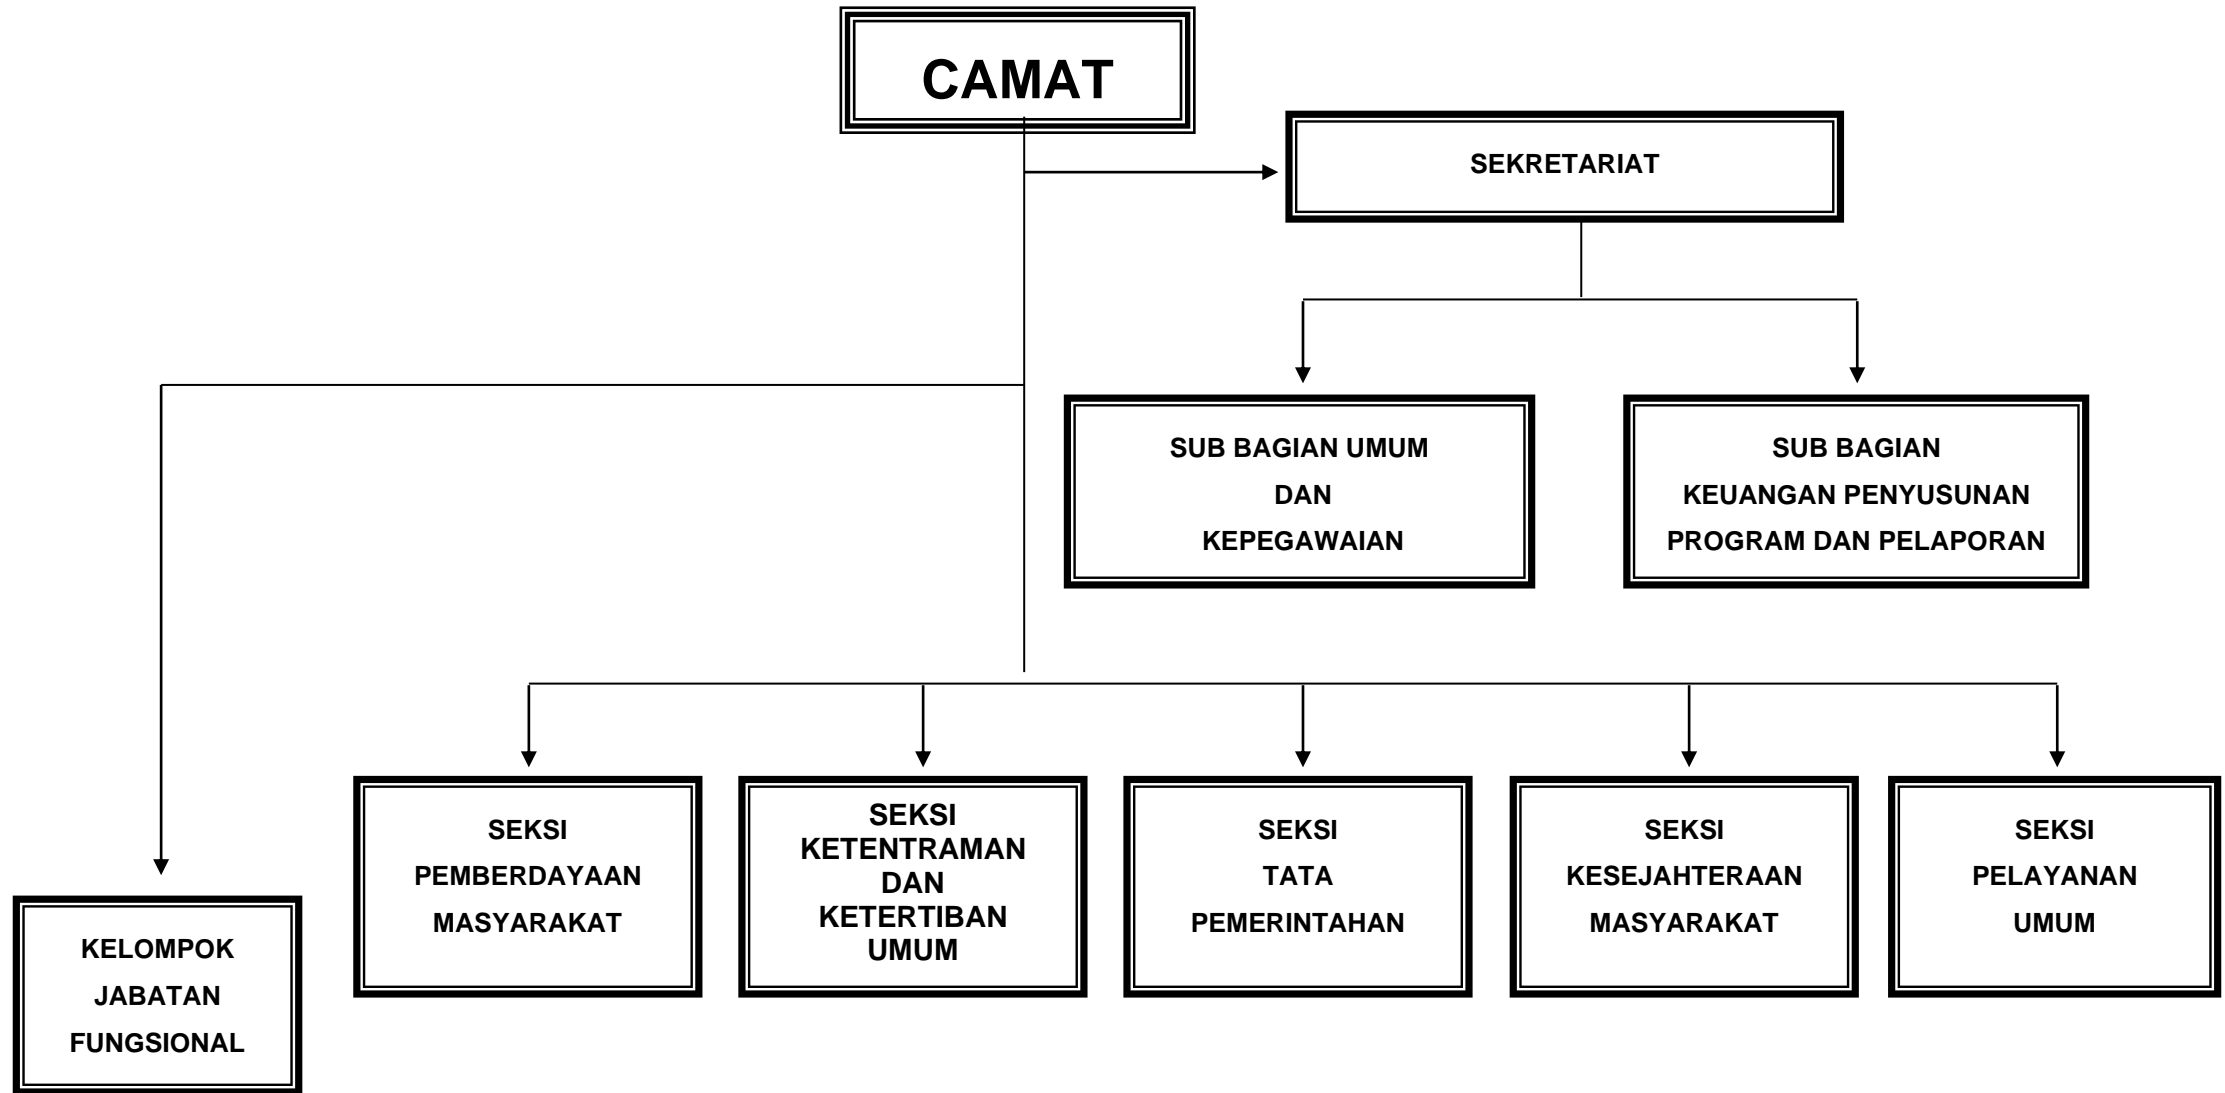 CAMAT
SEKRETARIAT
SUB BAGIAN UMUM
DAN
KEPEGAWAIAN
SUB BAGIAN
KEUANGAN PENYUSUNAN
PROGRAM DAN PELAPORAN
KELOMPOK
JABATAN
FUNGSIONAL
SEKSI
PEMBERDAYAAN
MASYARAKAT
SEKSI
KETENTRAMAN
DAN
KETERTIBAN
UMUM
SEKSI
TATA
PEMERINTAHAN
SEKSI
KESEJAHTERAAN
MASYARAKAT
SEKSI
PELAYANAN
UMUM